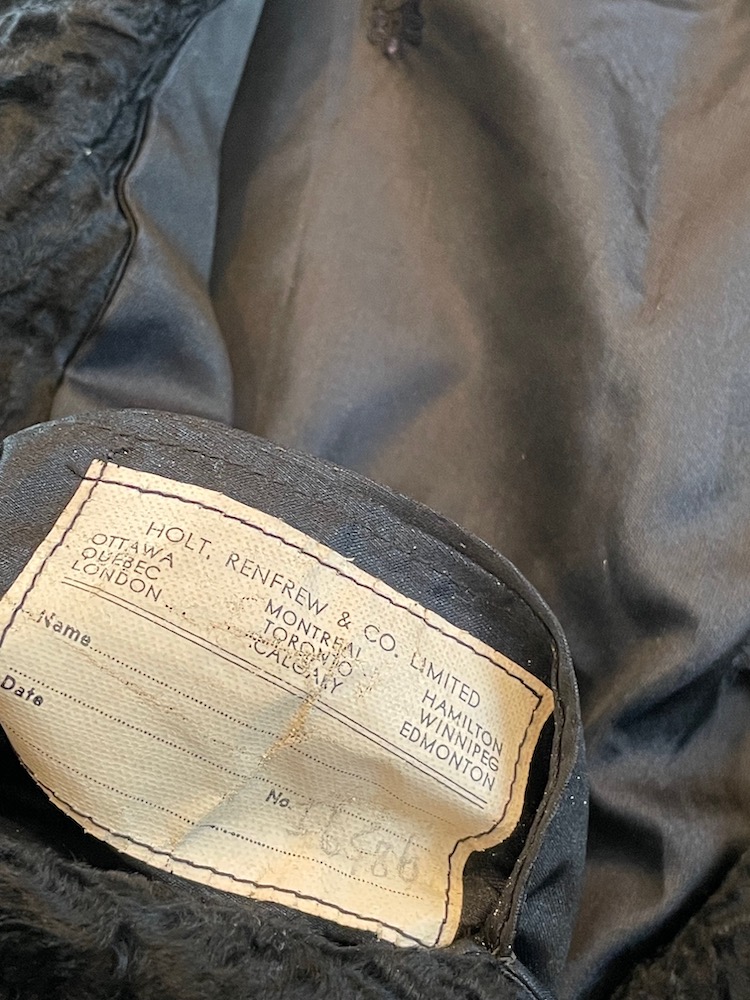 HOLT, RENFREW & CO. LIMITED
OTTAWA MONTREAL HAMILTON
QUEBEC TORONTO WINNIPEG
LONDON CALGARY EDMONTON
Name
Date
No.